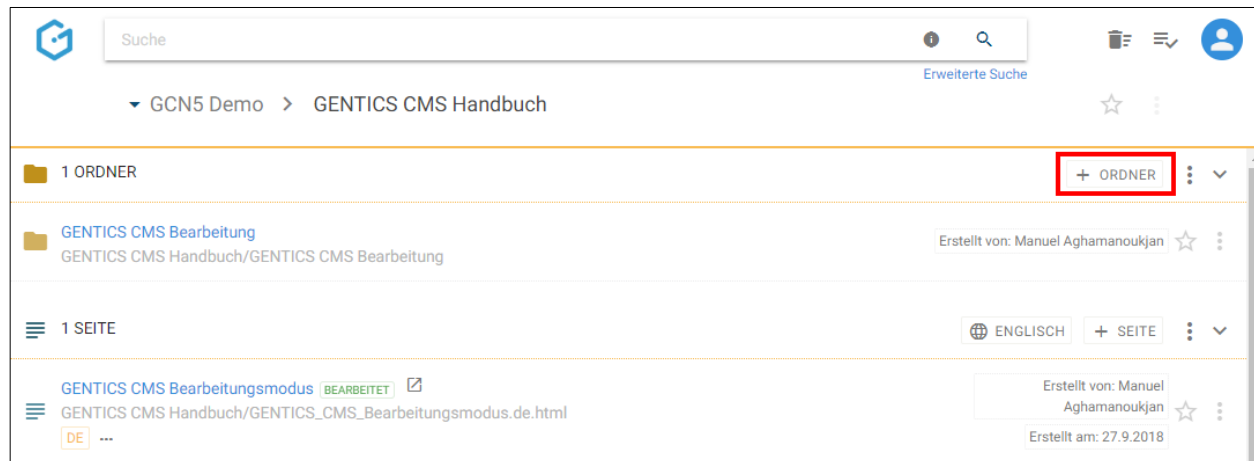 Suche
Erweiterte Suche
GCN5 Demo > GENTICS CMS Handbuch
1 ORDNER
+ ORDNER
GENTICS CMS Bearbeitung
GENTICS CMS Handbuch/GENTICS CMS Bearbeitung
Erstellt von: Manuel Aghamanoukjan
1 SEITE
ENGLISCH
+ SEITE
GENTICS CMS Bearbeitungsmodus BEARBEITET
GENTICS CMS Handbuch/GENTICS_CMS_Bearbeitungsmodus.de.html
DE ---
Erstellt von: Manuel
Aghamanoukjan
Erstellt am: 27.9.2018